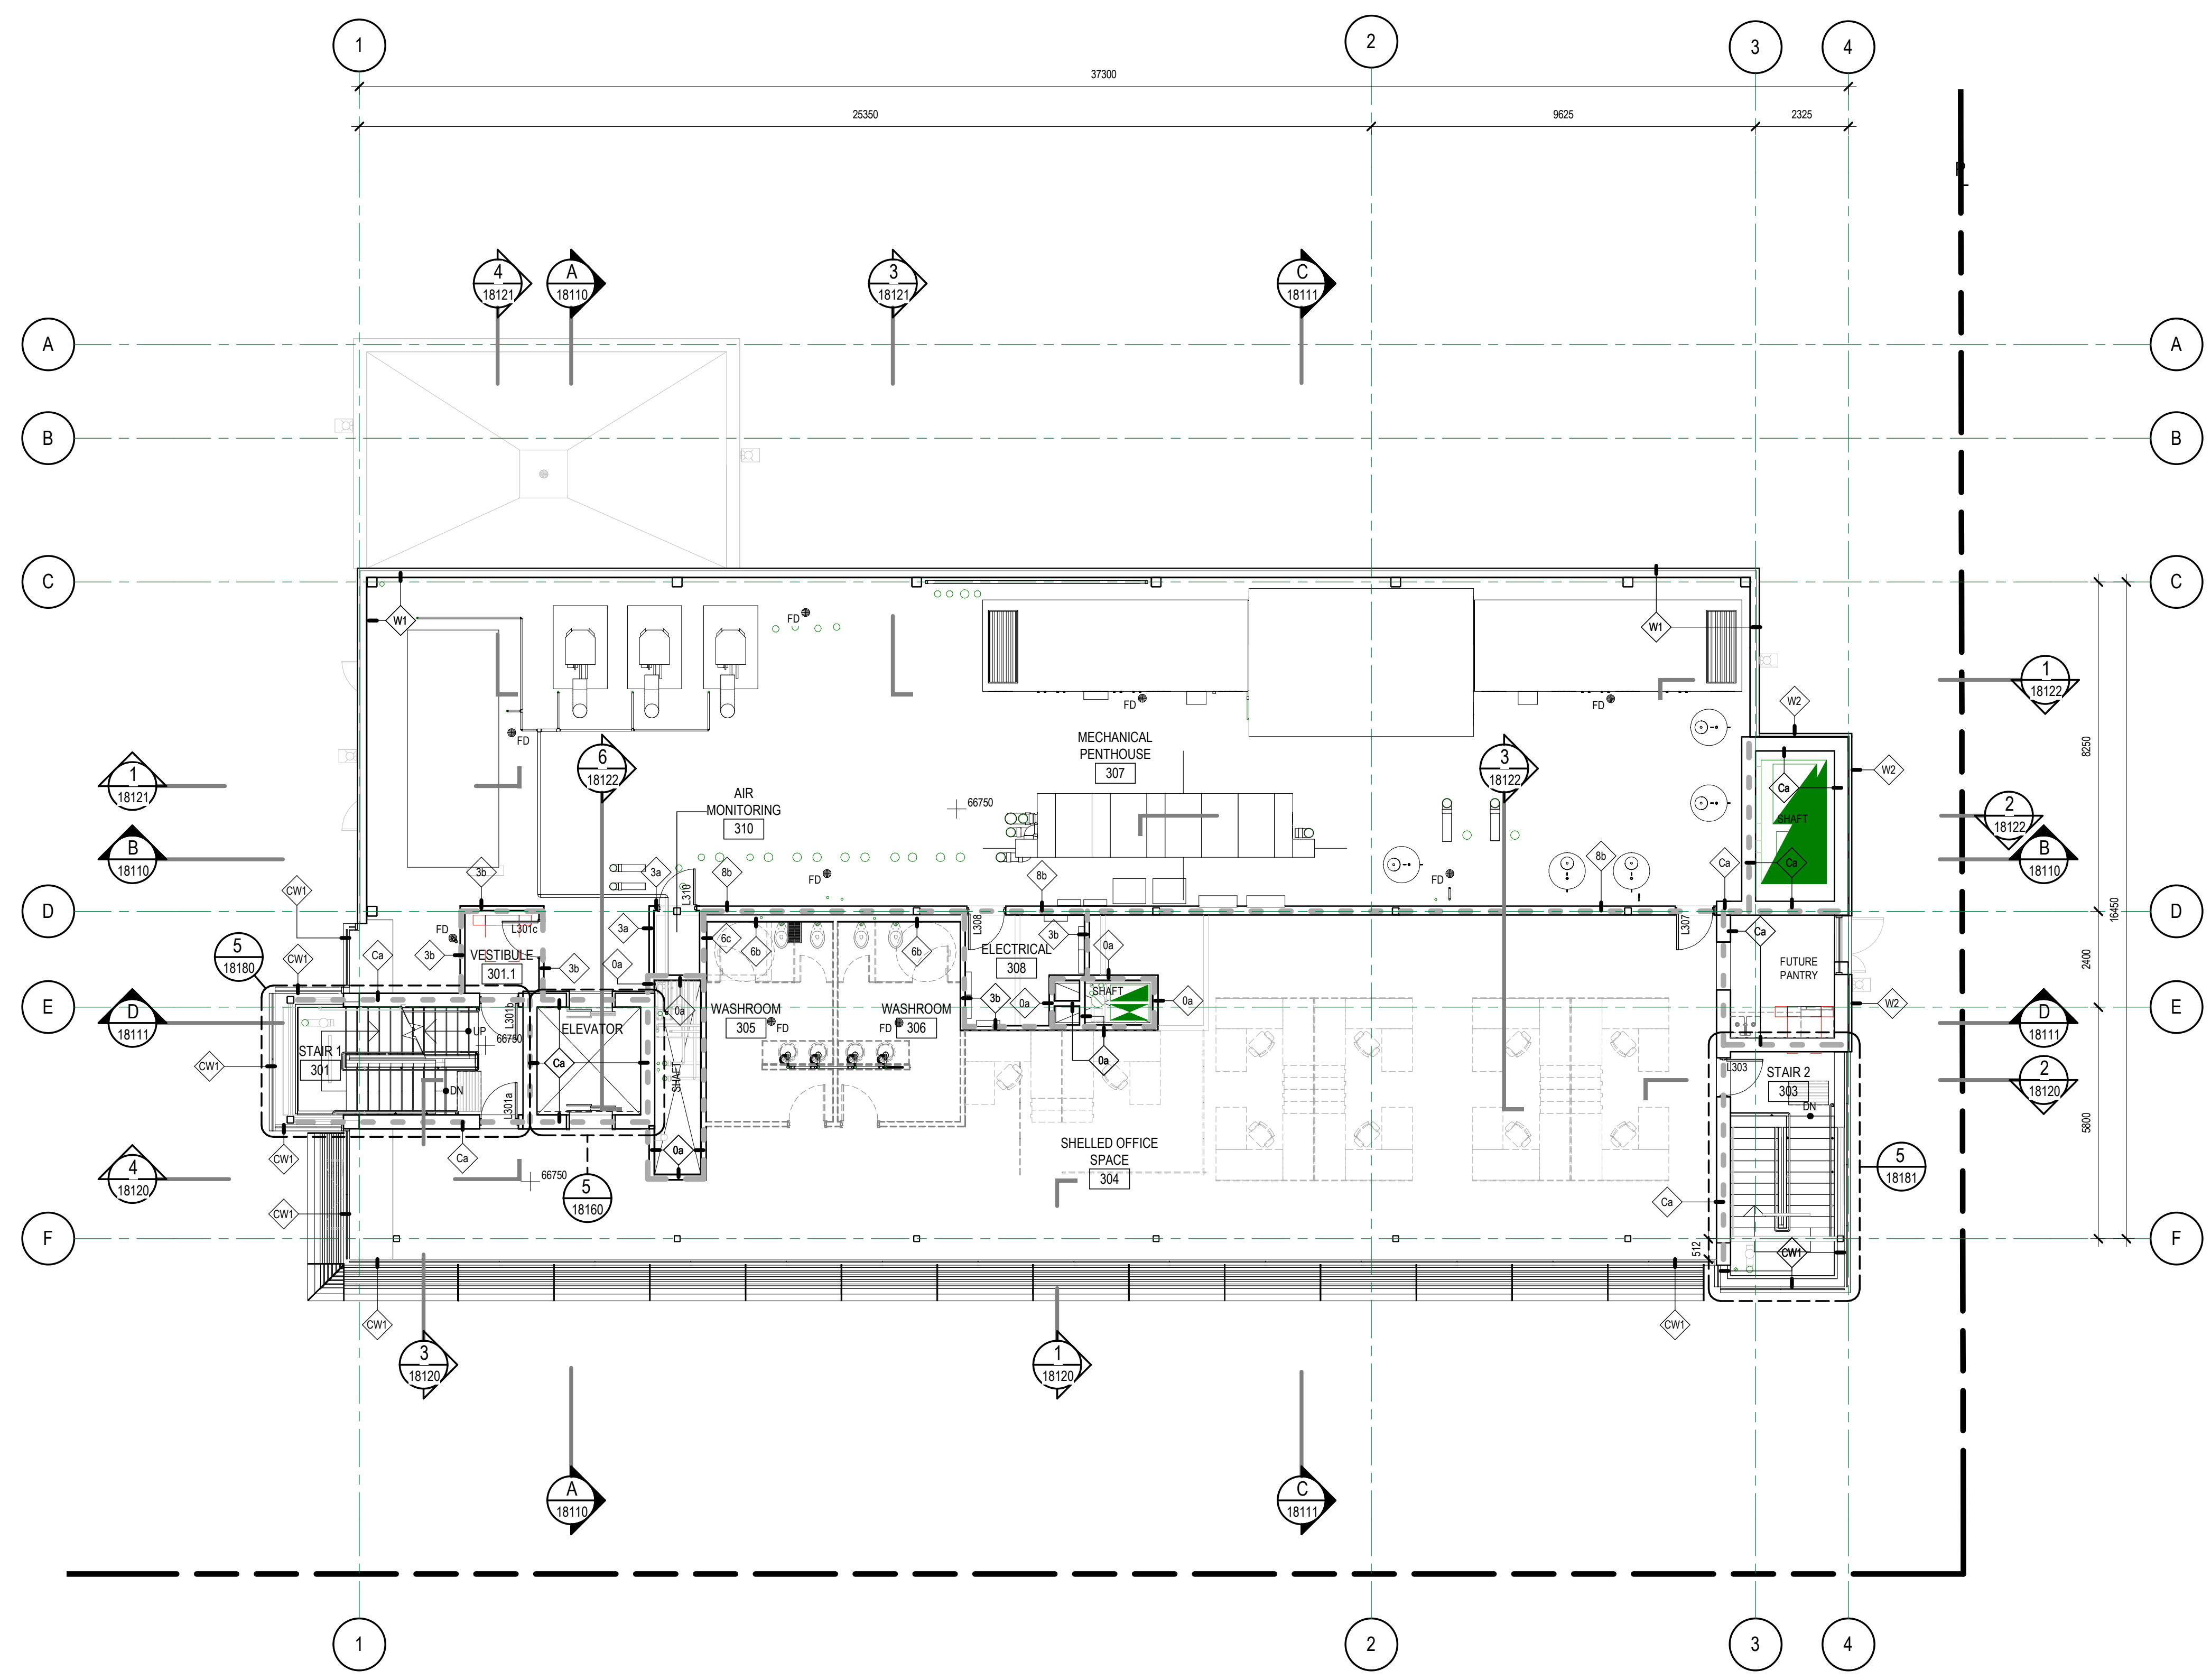 1
2
3
4
37300
25350
9625
2325
4
18121
A
18110
3
18121
C
18111
A
A
B
B
C
C
W1
FD
W1
FD
FD
FD
1
18122
W2
W2
8250
16450
MECHANICAL
PENTHOUSE
307
6
18122
3
18122
1
18121
AIR
MONITORING
310
66750
Ca
SHAFT
2
18122
B
18110
B
18110
3b
3a
8b
FD
8b
FD
8b
Ca
Ca
CW1
L310
D
D
FD
L301c
3a
6c
6b
6b
L308
3b
0a
L307
Ca
5
18180
CW1
Ca
3b
VESTIBULE
301.1
3b
0a
ELECTRICAL
308
FUTURE
PANTRY
2400
E
E
SHAFT
0a
0a
3b
W2
D
18111
L301b
ELEVATOR
0a
WASHROOM
305
FD
WASHROOM
306
FD
D
18111
UP
66750
STAIR 1
301
CW1
Ca
SHAFT
0a
L303
STAIR 2
303
DN
2
18120
DN
L301a
5800
CW1
Ca
0a
SHELLED OFFICE
SPACE
304
4
18120
66750
5
18160
5
18181
CW1
Ca
F
F
512
CW1
CW1
CW1
3
18120
1
18120
A
18110
C
18111
1
2
3
4